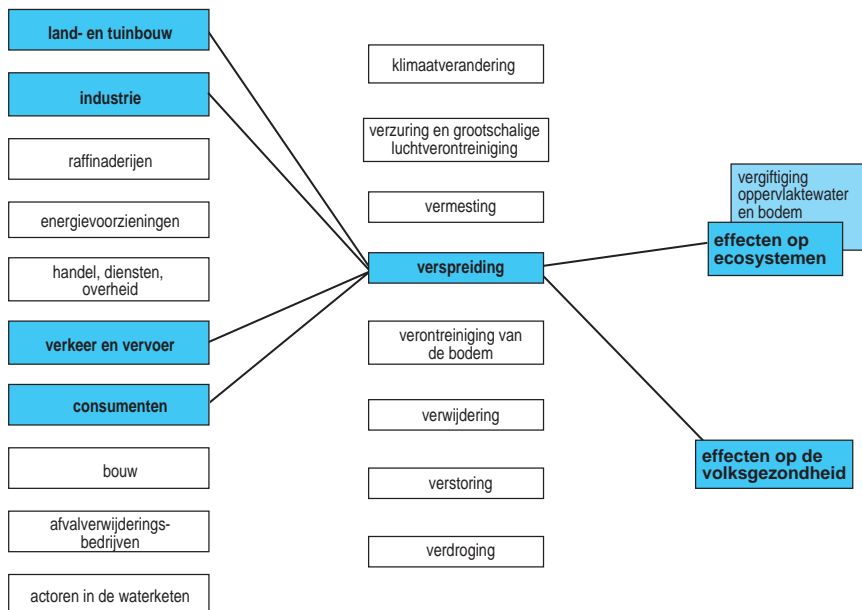 land- en tuinbouw
industrie
raffinaderijen
energievoorzieningen
handel, diensten,
overheid
verkeer en vervoer
consumenten
bouw
afvalverwijderings-
bedrijven
actoren in de waterketen
klimaatverandering
verzuring en grootschalige
luchtverontreiniging
vermesting
verspreiding
verontreiniging van
de bodem
verwijdering
verstoring
verdroging
vergiftiging
oppervlaktewater
en bodem
effecten op
ecosystemen
effecten op de
volksgezondheid